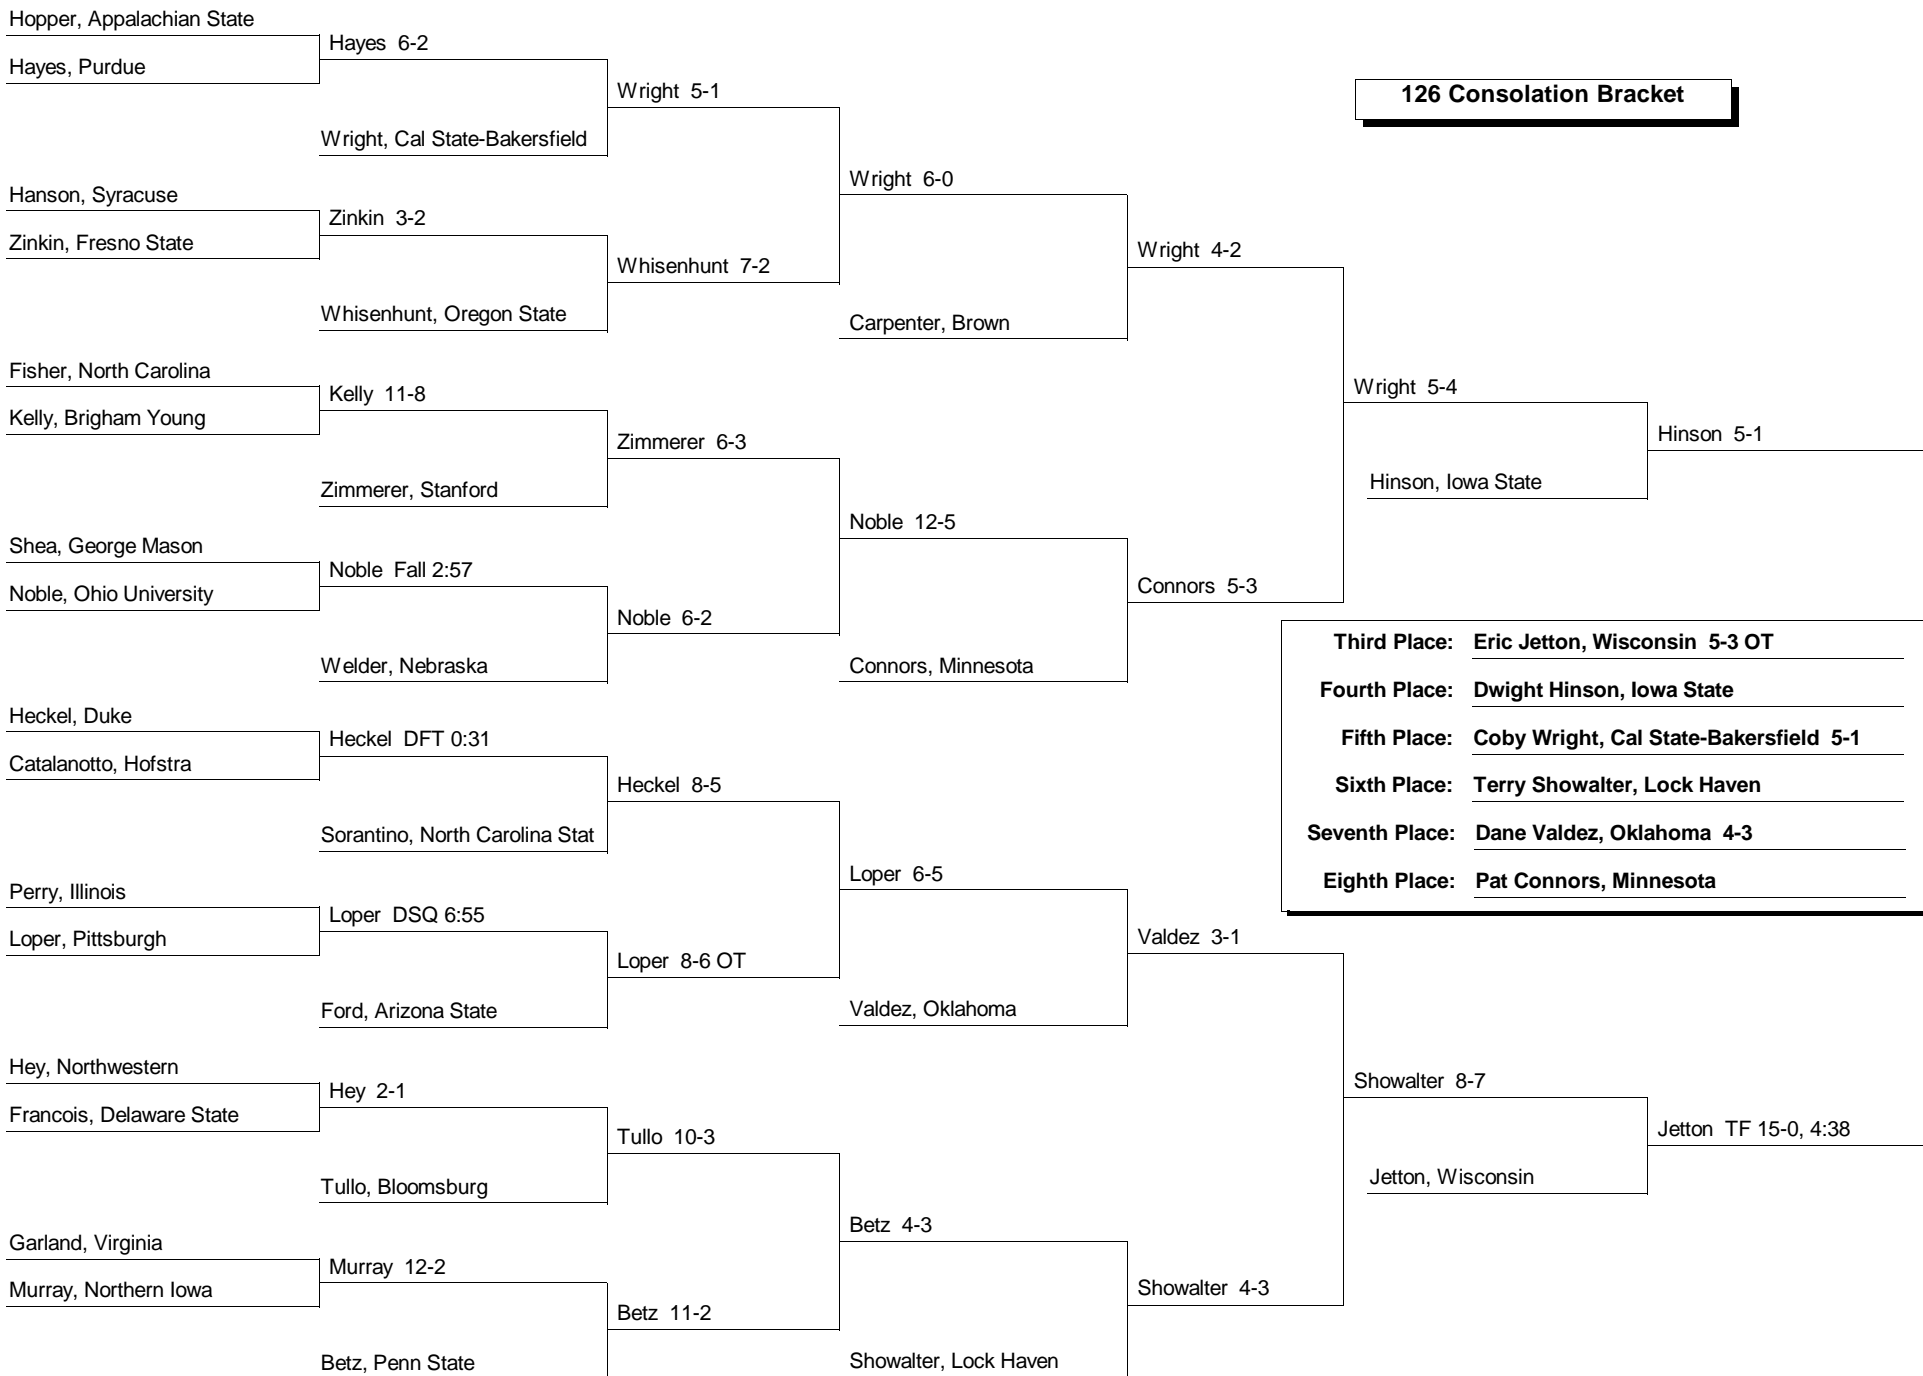 Hopper, Appalachian State
Hayes, Purdue
Hayes 6-2
Wright, Cal State-Bakersfield
Wright 5-1
Hanson, Syracuse
Zinkin, Fresno State
Zinkin 3-2
Whisenhunt, Oregon State
Whisenhunt 7-2
Wright 6-0
Carpenter, Brown
Wright 4-2
Fisher, North Carolina
Kelly, Brigham Young
Kelly 11-8
Zimmerer, Stanford
Zimmerer 6-3
Shea, George Mason
Noble, Ohio University
Noble Fall 2:57
Welder, Nebraska
Noble 6-2
Noble 12-5
Connors, Minnesota
Connors 5-3
Wright 5-4
Hinson, Iowa State
Hinson 5-1
Heckel, Duke
Catalanotto, Hofstra
Heckel DFT 0:31
Sorantino, North Carolina Stat
Heckel 8-5
Perry, Illinois
Loper, Pittsburgh
Loper DSQ 6:55
Ford, Arizona State
Loper 8-6 OT
Loper 6-5
Valdez, Oklahoma
Valdez 3-1
Hey, Northwestern
Francois, Delaware State
Hey 2-1
Tullo, Bloomsburg
Tullo 10-3
Garland, Virginia
Murray, Northern Iowa
Murray 12-2
Betz, Penn State
Betz 11-2
Betz 4-3
Showalter, Lock Haven
Showalter 4-3
Showalter 8-7
Jetton, Wisconsin
Jetton TF 15-0, 4:38
126 Consolation Bracket
Third Place: Eric Jetton, Wisconsin 5-3 OT
Fourth Place: Dwight Hinson, Iowa State
Fifth Place: Coby Wright, Cal State-Bakersfield 5-1
Sixth Place: Terry Showalter, Lock Haven
Seventh Place: Dane Valdez, Oklahoma 4-3
Eighth Place: Pat Connors, Minnesota